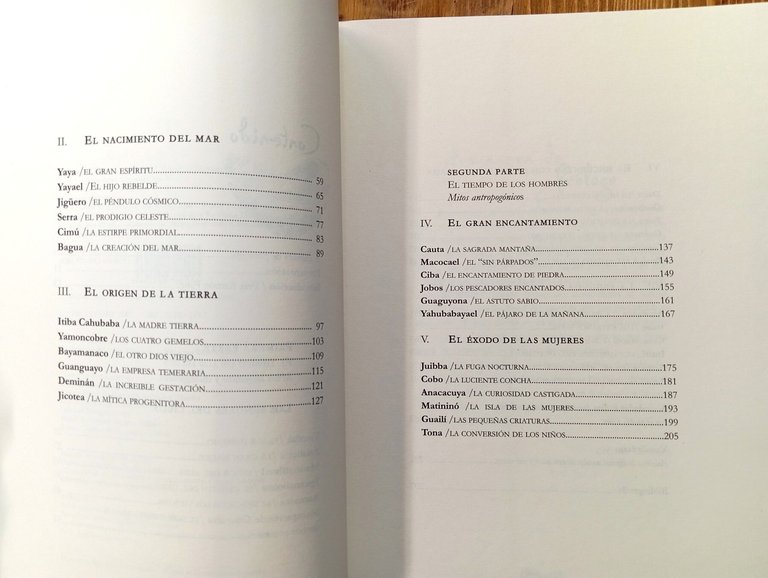 II. EL NACIMIENTO DEL MAR
Yaya /EL GRAN ESPÍRITU 59
Yayael /EL HIJO REBELDE 65
Jigüero /EL PÉNDULO CÓSMICO 71
Serra /EL PRODIGIO CELESTE 77
Cimú /LA ESTIRPE PRIMORDIAL 83
Bagua /LA CREACIÓN DEL MAR 89
III. EL ORIGEN DE LA TIERRA
Itiba Cahubaba /LA MADRE TIERRA 97
Yamoncobre /LOS CUATRO GEMELOS 103
Bayamanaco /EL OTRO DIOS VIEJO 109
Guanguayo /LA EMPRESA TEMERARIA 115
Deminán /LA INCREIBLE GESTACIÓN 121
Jicotea /LA MÍTICA PROGENITORA 127
SEGUNDA PARTE
EL TIEMPO DE LOS HOMBRES
Mitos antropogónicos
IV. EL GRAN ENCANTAMIENTO
Cauta /LA SAGRADA MANTAÑA 137
Macocael /EL "SIN PÁRPADOS" 143
Ciba /EL ENCANTAMIENTO DE PIEDRA 149
Jobos /LOS PESCADORES ENCANTADOS 155
Guaguyona /EL ASTUTO SABIO 161
Yahubabayael /EL PÁJARO DE LA MAÑANA 167
V. EL ÉXODO DE LAS MUJERES
Juibba /LA FUGA NOCTURNA 175
Cobo /LA LUCIENTE CONCHA 181
Anacacuya /LA CURIOSIDAD CASTIGADA 187
Matininó /LA ISLA DE LAS MUJERES 193
Guailí /LAS PEQUEÑAS CRIATURAS 199
Tona /LA CONVERSIÓN DE LOS NIÑOS 205